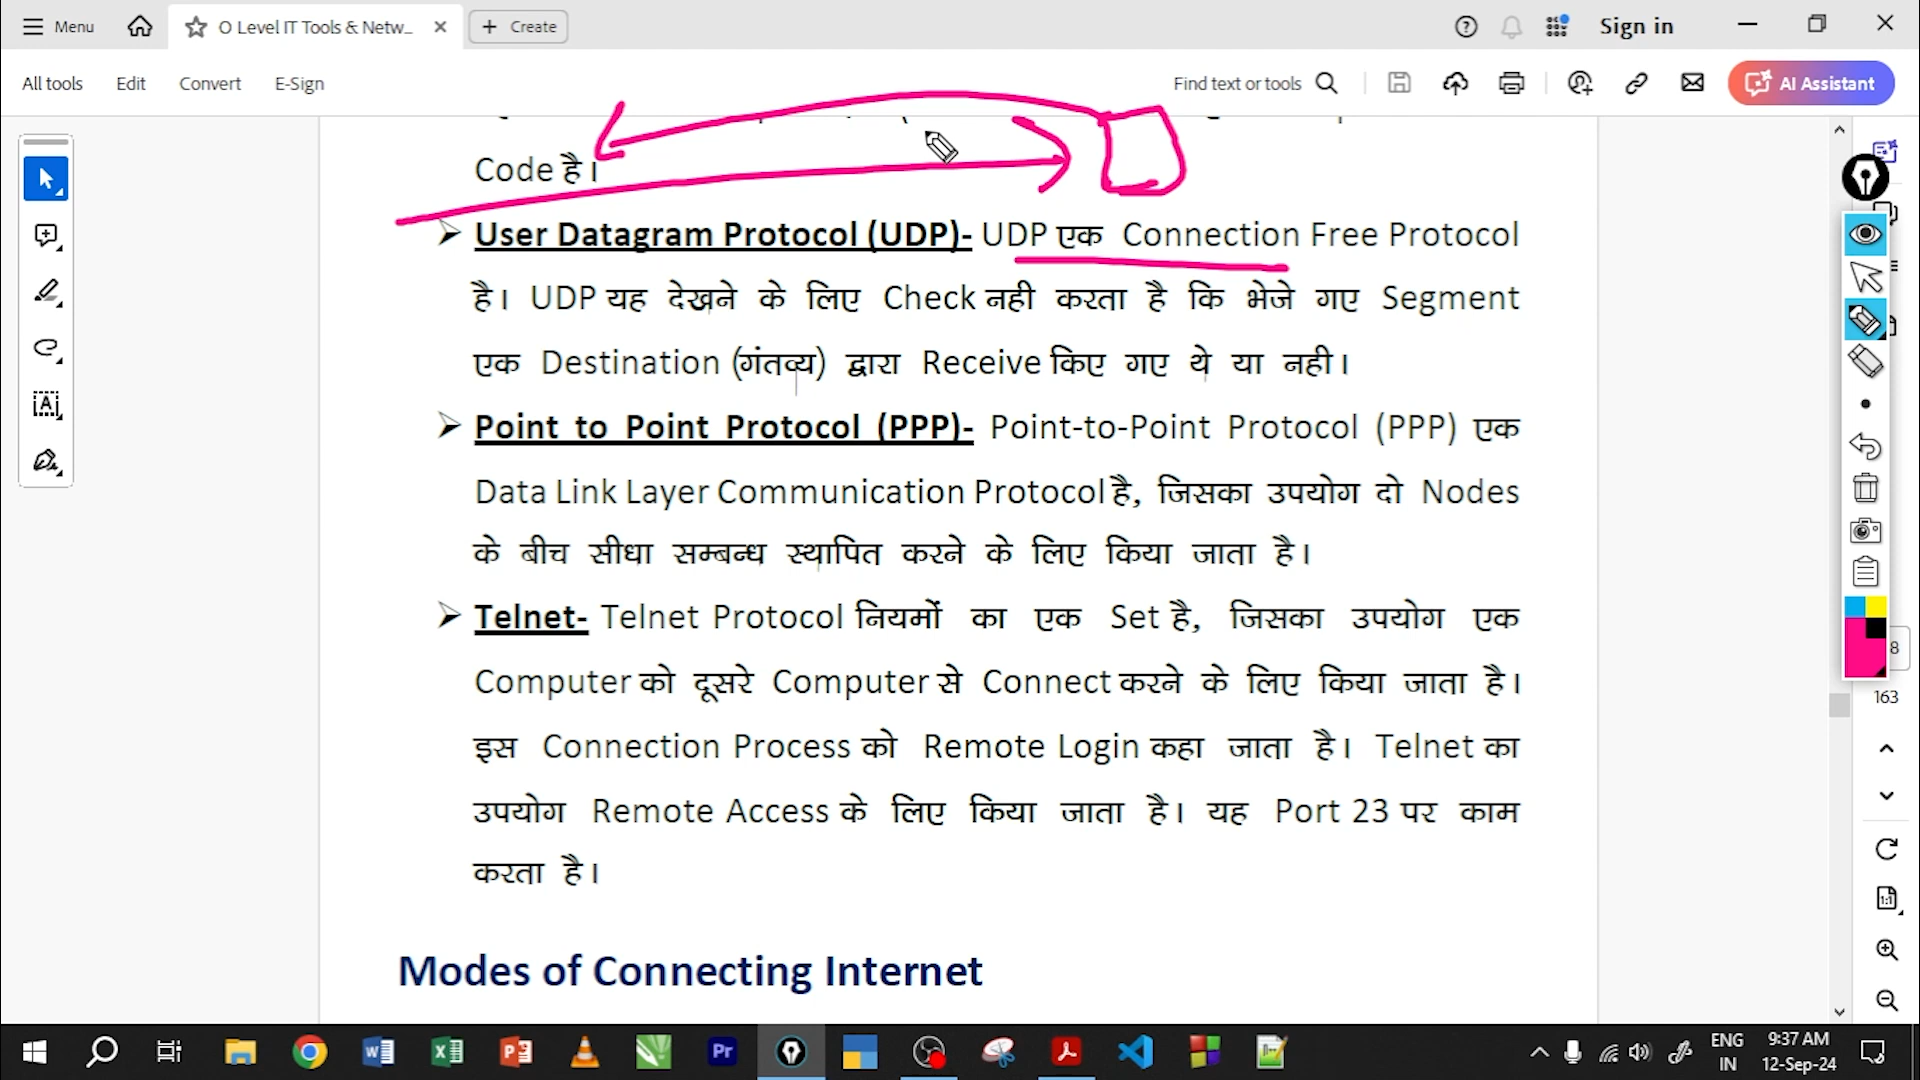 Menu
O Level IT Tools & Netw...
Create
Sign in
All tools
Edit
Convert
E-Sign
Find text or tools
AI Assistant
Code है।
User Datagram Protocol (UDP)- UDP एक Connection Free Protocol
है। UDP यह देखने के लिए Check नही करता है कि भेजे गए Segment
एक Destination (गंतव्य) द्वारा Receive किए गए थे या नही।
Point to Point Protocol (PPP)- Point-to-Point Protocol (PPP) एक
Data Link Layer Communication Protocol है, जिसका उपयोग दो Nodes
के बीच सीधा सम्बन्ध स्थापित करने के लिए किया जाता है।
Telnet- Telnet Protocol नियमों का एक Set है, जिसका उपयोग एक
Computer को दूसरे Computer से Connect करने के लिए किया जाता है।
इस Connection Process को Remote Login कहा जाता है। Telnet का
उपयोग Remote Access के लिए किया जाता है। यह Port 23 पर काम
करता है।
Modes of Connecting Internet
8
163
ENG
IN
9:37 AM
12-Sep-24